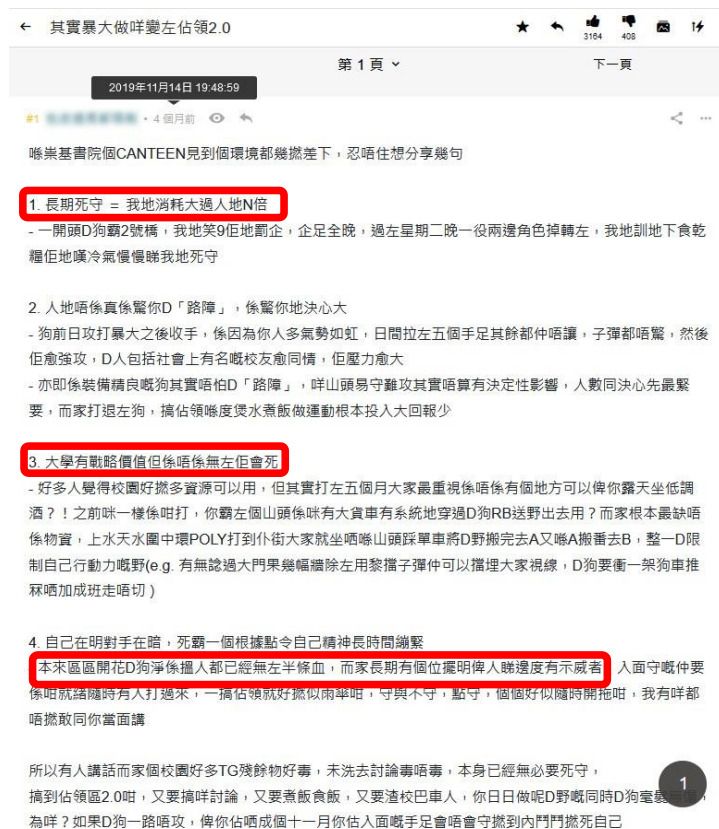 其實暴大做咩變左佔領2.0
3164 408
第 1 頁
下一頁
2019年11月14日 19:48:59
#1 • 4 個月前
喺崇基書院個CANTEEN見到個環境都幾撚差下，忍唔住想分享幾句
1. 長期死守 = 我地消耗大過人地N倍
- 一開頭D狗霸2號橋，我地笑9佢地罰企，企足全晚，過左星期二晚一役兩邊角色掉轉左，我地訓地下食乾
糧佢地嘆冷氣慢慢睇我地死守
2. 人地唔係真係驚你D「路障」，係驚你地決心大
- 狗前日攻打暴大之後收手，係因為你人多氣勢如虹，日間拉左五個手足其餘都仲唔讓，子彈都唔驚，然後
佢愈強攻，D人包括社會上有名嘅校友愈同情，佢壓力愈大
- 亦即係裝備精良嘅狗其實唔怕D「路障」，咩山頭易守難攻其實唔算有決定性影響，人數同決心先最緊
要，而家打退左狗，搞佔領喺度煲水煮飯做運動根本投入大回報少
3. 大學有戰略價值但係唔係無左佢會死
- 好多人覺得校園好撚多資源可以用，但其實打左五個月大家最重視係唔係有個地方可以俾你露天坐低調
酒？！之前咪一樣係咁打，你霸左個山頭係咪有大貨車有系統地穿過D狗RB送野出去用？而家根本最缺唔
係物資，上水天水圍中環POLY打到仆街大家就坐晒喺山頭踩單車將D野搬完去A又喺A搬番去B，整一D限
制自己行動力嘅野(e.g. 有無諗過大門果幾幅牆除左用黎擋子彈仲可以擋埋大家視線，D狗要衝一架狗車推
冧晒加成班走唔切 )
4. 自己在明對手在暗，死霸一個根據點令自己精神長時間繃緊
本來區區開花D狗淨係搵人都已經無左半條血，而家長期有個位擺明俾人睇邊度有示威者 入面守嘅仲要
係咁就緒隨時有人打過來，一搞佔領就好撚似雨傘咁，守與不守，點守，個個好似隨時開拖咁，我有咩都
唔撚敢同你當面講
所以有人講話而家個校園好多TG殘餘物好毒，未洗去討論毒唔毒，本身已經無必要死守，
搞到佔領區2.0咁，又要搞咩討論，又要煮飯食飯，又要渣校巴車人，你日日做呢D野嘅同時D狗毫
為咩？如果D狗一路唔攻，俾你佔晒成個十一月你估入面嘅手足會唔會守撚到內鬥鬥撚死自己
1